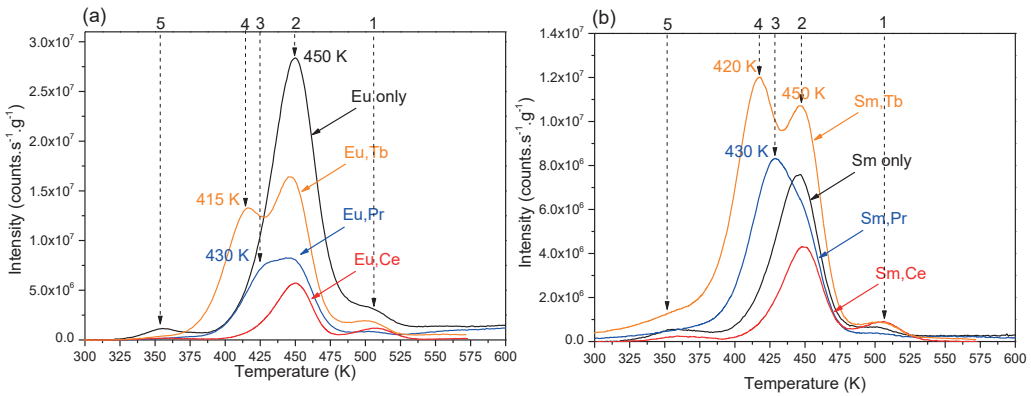 (a)
5 4 3 2 1
3.0x10⁷
2.5x10⁷
2.0x10⁷
1.5x10⁷
1.0x10⁷
5.0x10⁶
0.0
Intensity (counts.s⁻¹.g⁻¹)
450 K
Eu only
Eu,Tb
415 K
Eu,Pr
430 K
Eu,Ce
300 325 350 375 400 425 450 475 500 525 550 575 600
Temperature (K)
(b)
5 4 3 2 1
1.4x10⁷
1.2x10⁷
1.0x10⁷
8.0x10⁶
6.0x10⁶
4.0x10⁶
2.0x10⁶
0.0
Intensity (counts.s⁻¹.g⁻¹)
420 K
450 K
Sm,Tb
430 K
Sm only
Sm,Pr
Sm,Ce
300 325 350 375 400 425 450 475 500 525 550 575 600
Temperature (K)